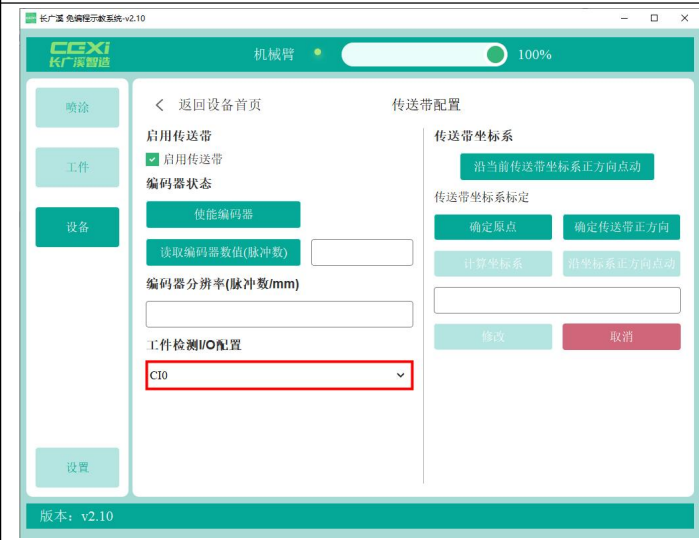 长广溪 免编程示教系统-v2.10
CGXi
长广溪智造
机械臂
100%
喷涂
工件
设备
设置
返回设备首页
传送带配置
启用传送带
启用传送带
编码器状态
使能编码器
读取编码器数值(脉冲数)
编码器分辨率(脉冲数/mm)
工件检测I/O配置
CI0
传送带坐标系
沿当前传送带坐标系正方向点动
传送带坐标系标定
确定原点
确定传送带正方向
计算坐标系
沿坐标系正方向点动
修改
取消
版本：v2.10